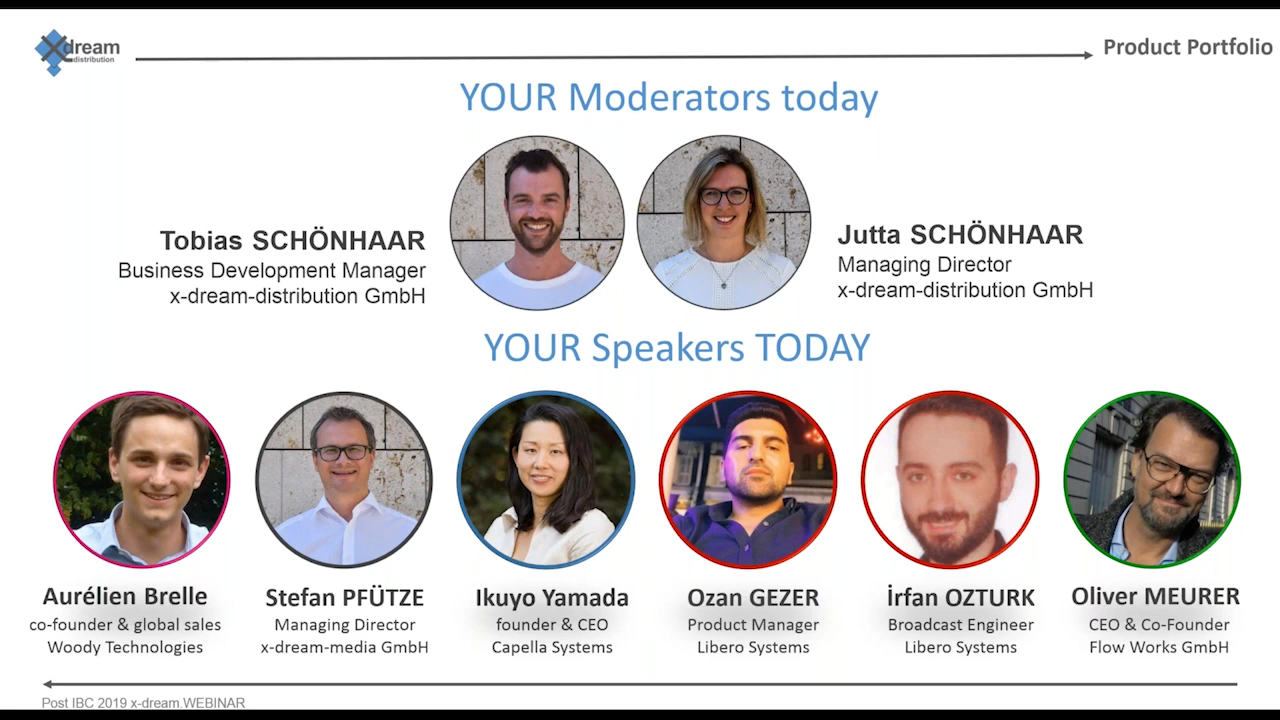 Xdream
distribution
Product Portfolio
YOUR Moderators today
Tobias SCHÖNHAAR
Business Development Manager
x-dream-distribution GmbH
Jutta SCHÖNHAAR
Managing Director
x-dream-distribution GmbH
YOUR Speakers TODAY
Aurélien Brelle
co-founder & global sales
Woody Technologies
Stefan PFÜTZE
Managing Director
x-dream-media GmbH
Ikuyo Yamada
founder & CEO
Capella Systems
Ozan GEZER
Product Manager
Libero Systems
İrfan OZTURK
Broadcast Engineer
Libero Systems
Oliver MEURER
CEO & Co-Founder
Flow Works GmbH
Post IBC 2019 x-dream.WEBINAR